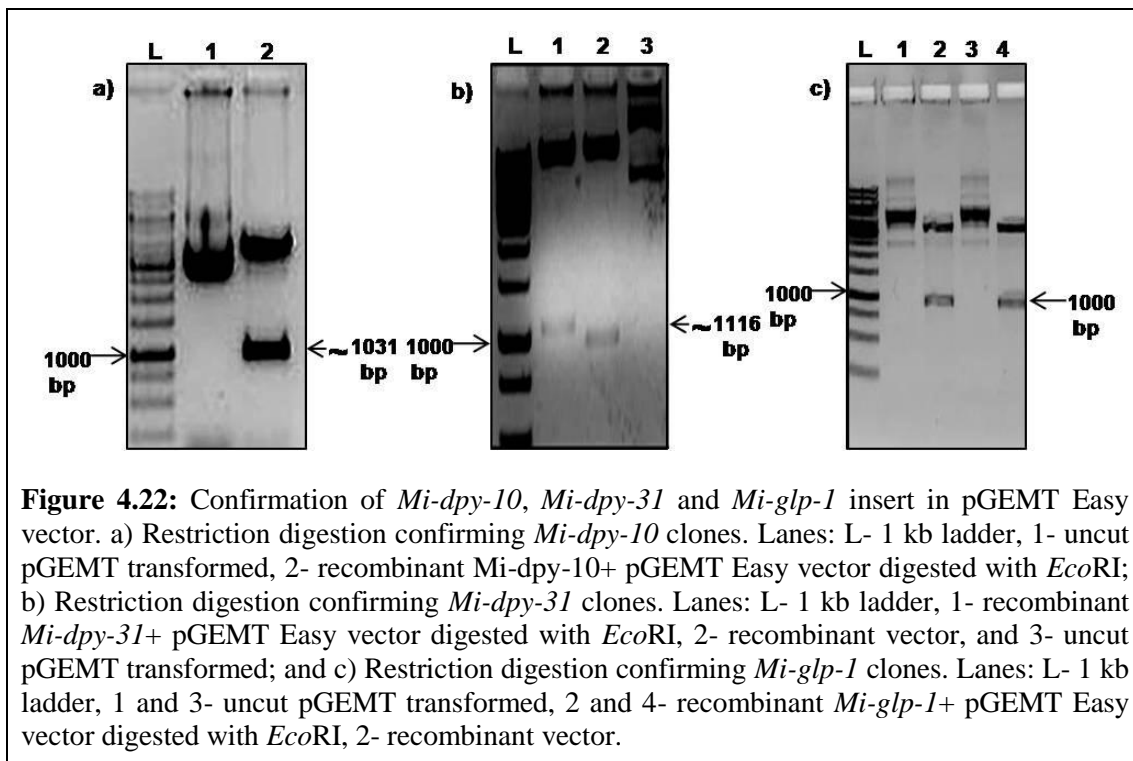 L 1 2
a)
1000 bp
~1031 bp
L 1 2 3
b)
1000 bp
~1116 bp
L 1 2 3 4
c)
1000 bp
1000 bp
Figure 4.22: Confirmation of Mi-dpy-10, Mi-dpy-31 and Mi-glp-1 insert in pGEMT Easy
vector. a) Restriction digestion confirming Mi-dpy-10 clones. Lanes: L- 1 kb ladder, 1- uncut
pGEMT transformed, 2- recombinant Mi-dpy-10+ pGEMT Easy vector digested with EcoRI;
b) Restriction digestion confirming Mi-dpy-31 clones. Lanes: L- 1 kb ladder, 1- recombinant
Mi-dpy-31+ pGEMT Easy vector digested with EcoRI, 2- recombinant vector, and 3- uncut
pGEMT transformed; and c) Restriction digestion confirming Mi-glp-1 clones. Lanes: L- 1 kb
ladder, 1 and 3- uncut pGEMT transformed, 2 and 4- recombinant Mi-glp-1+ pGEMT Easy
vector digested with EcoRI, 2- recombinant vector.